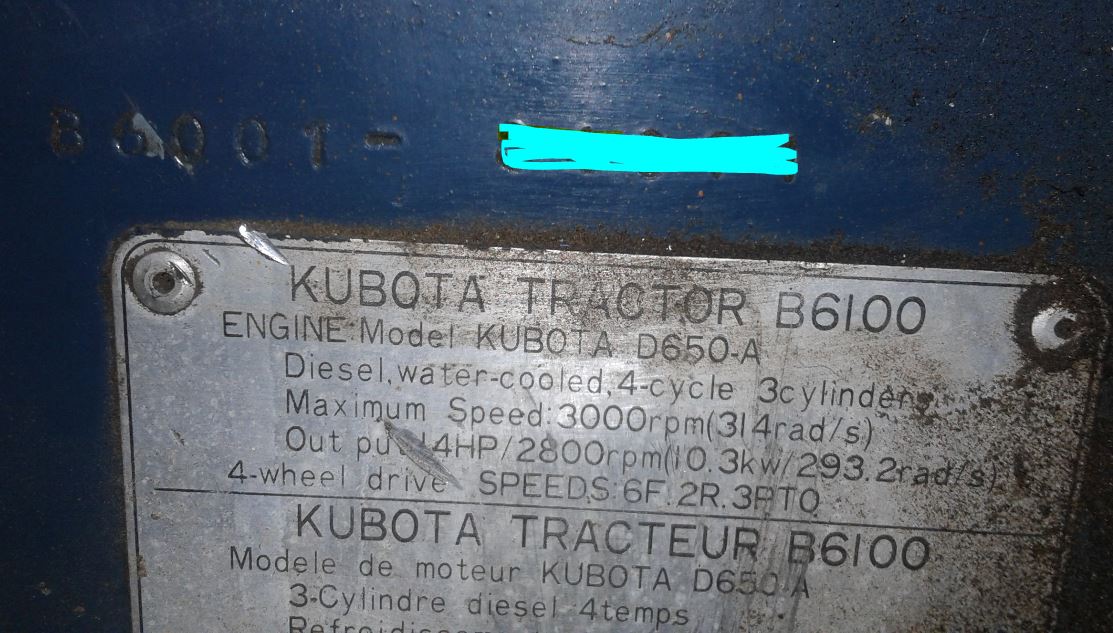 B6001-
KUBOTA TRACTOR B6100
ENGINE·Model KUBOTA D650-A
Diesel,water-cooled,4-cycle 3cylinder
Maximum Speed:3000rpm(314rad/s)
Out put 14HP/2800rpm(10.3kw/293.2rad/s)
4-wheel drive SPEEDS.6F.2R.3PTO
KUBOTA TRACTEUR B6100
Modele de moteur KUBOTA D650-A
3-Cylindre diesel 4temps